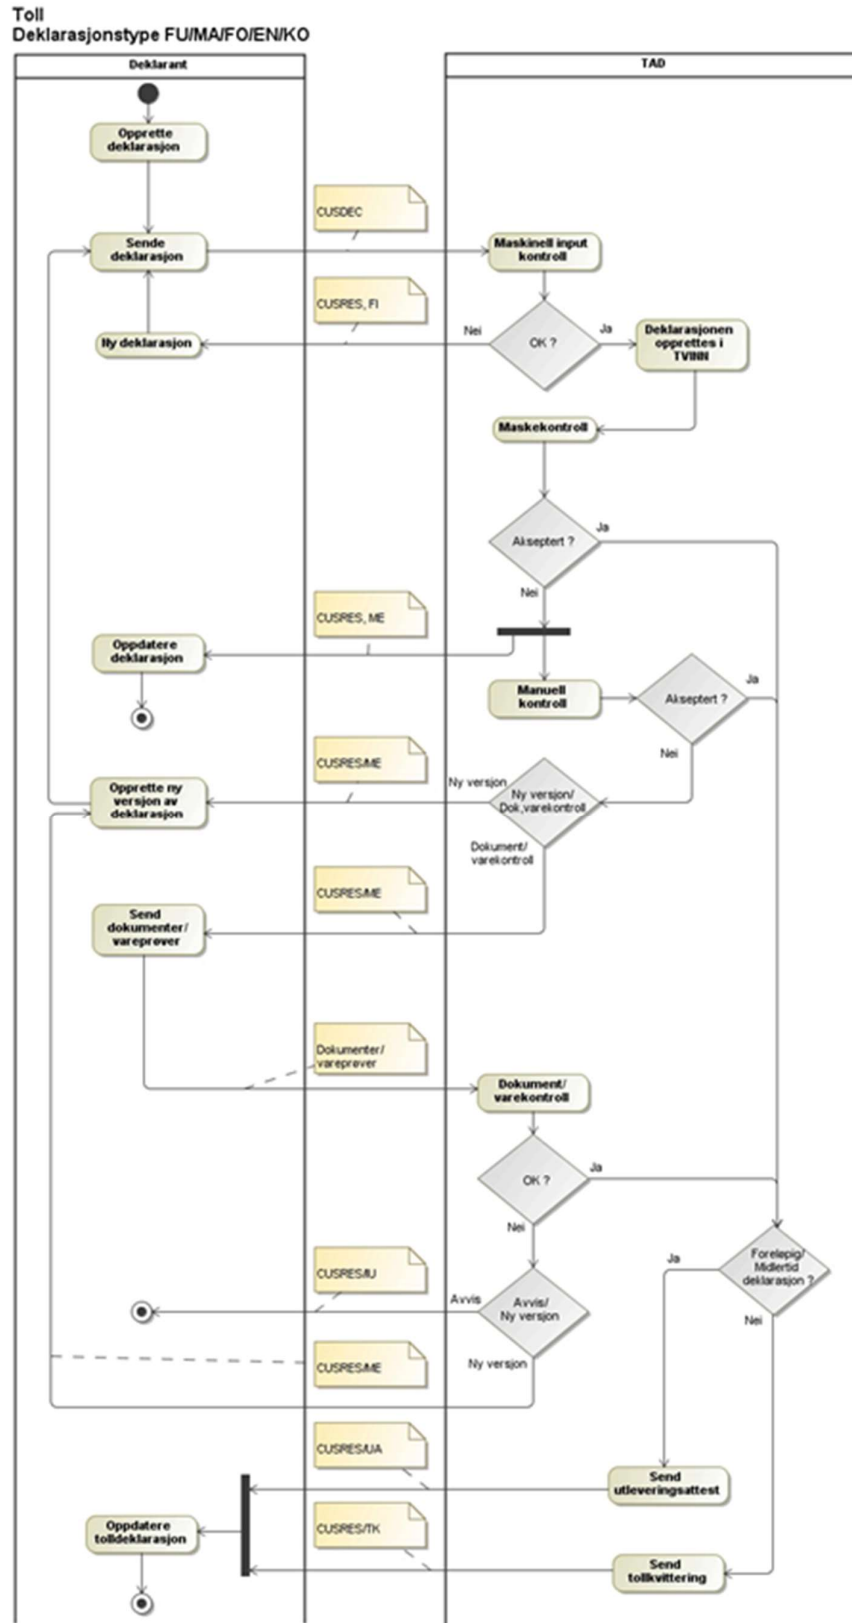 Toll
Deklarasjonstype FU/MA/FO/EN/KO
Deklarant
TAD
Opprette
deklarasjon
CUSDEC
Sende
deklarasjon
Maskinell input
kontroll
CUSRES, FI
Nei
Ja
Ny deklarasjon
OK ?
Deklarasjonen
opprettes i
TVINN
Maskekontroll
Ja
Akseptert ?
Nei
CUSRES, ME
Oppdatere
deklarasjon
Manuell
kontroll
Akseptert ?
Ja
Nei
CUSRES/ME
Ny versjon
Opprette ny
versjon av
deklarasjon
Ny versjon/
Dok,varekontroll
Dokument/
varekontroll
CUSRES/ME
Send
dokumenter/
vareprøver
Dokumenter/
vareprøver
Dokument/
varekontroll
Ja
OK ?
Nei
CUSRES/IU
Ja
Foreløpig/
Midlertid
deklarasjon ?
Avvis
Avvis/
Ny versjon
Nei
CUSRES/ME
Ny versjon
CUSRES/UA
Send
utleveringsattest
CUSRES/TK
Oppdatere
tolldeklarasjon
Send
tollkvittering